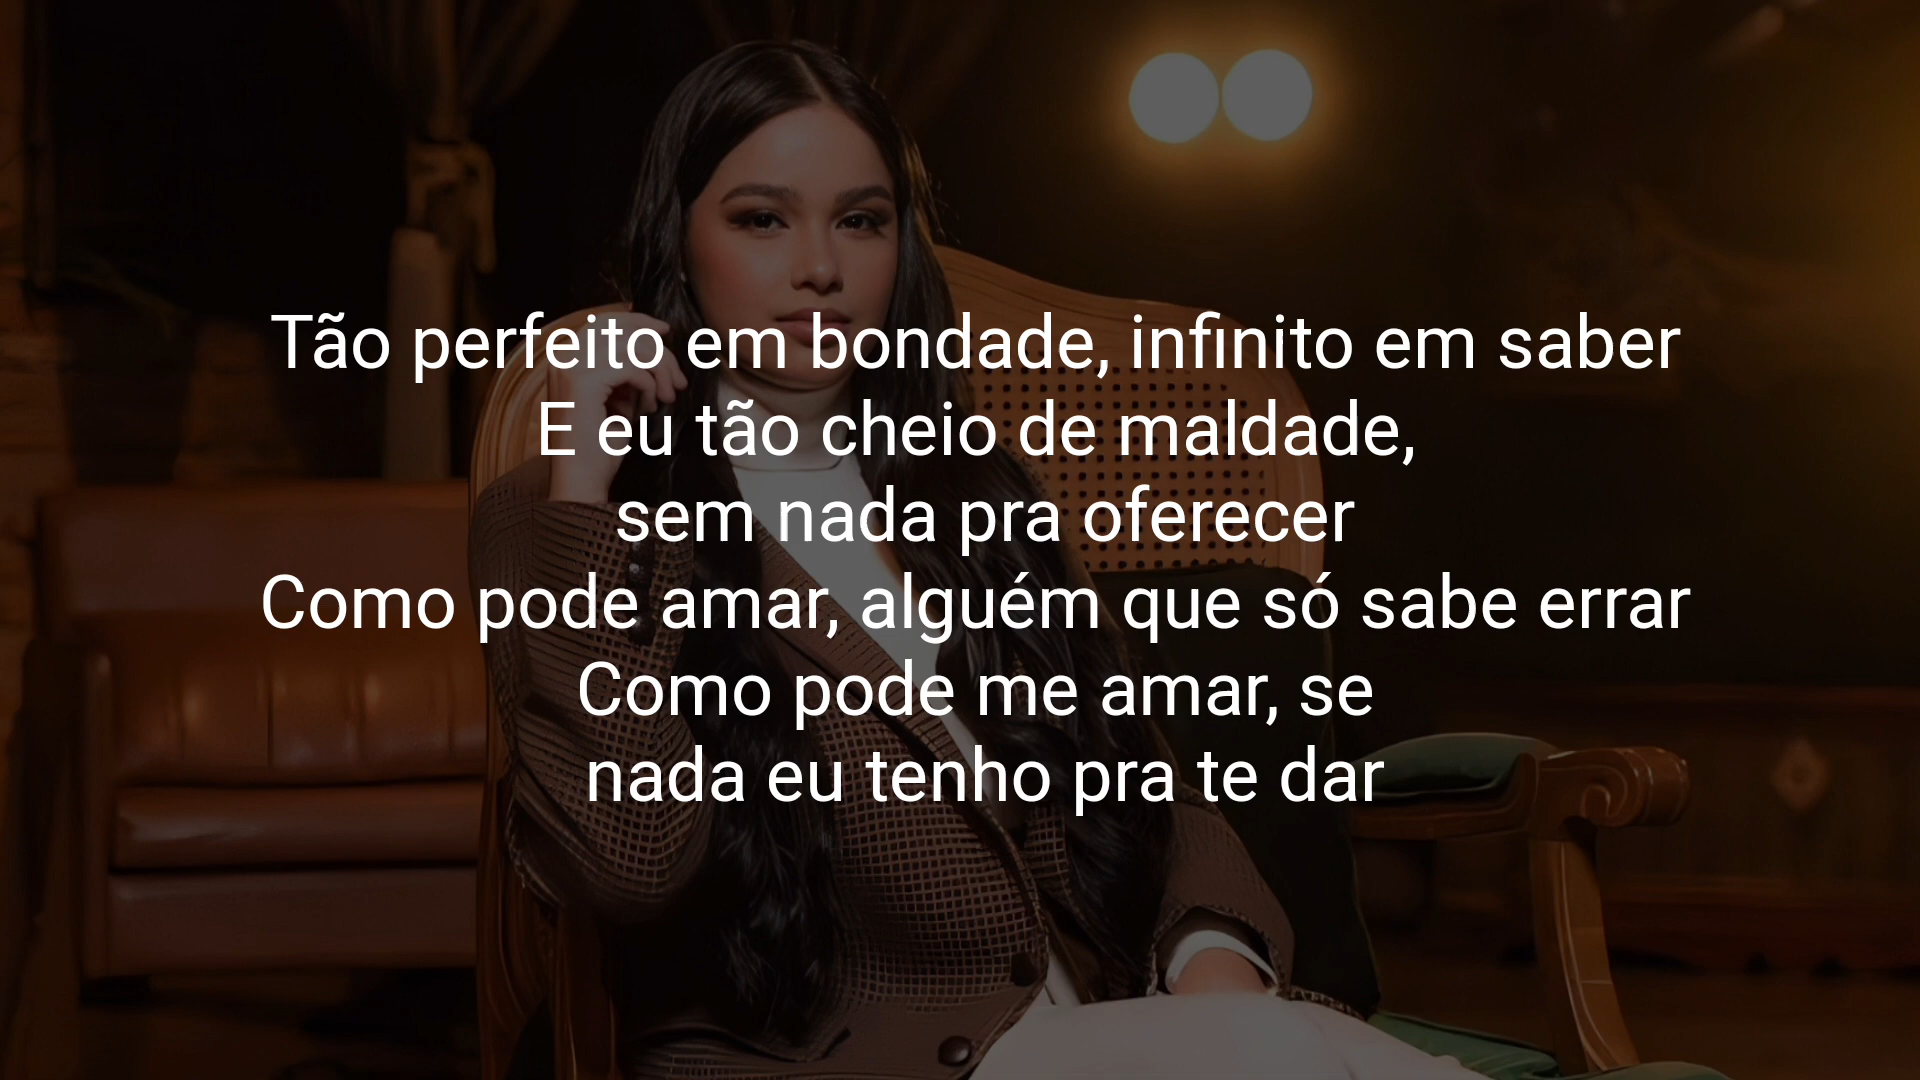 Tão perfeito em bondade, infinito em saber
E eu tão cheio de maldade,
sem nada pra oferecer
Como pode amar, alguém que só sabe errar
Como pode me amar, se
nada eu tenho pra te dar